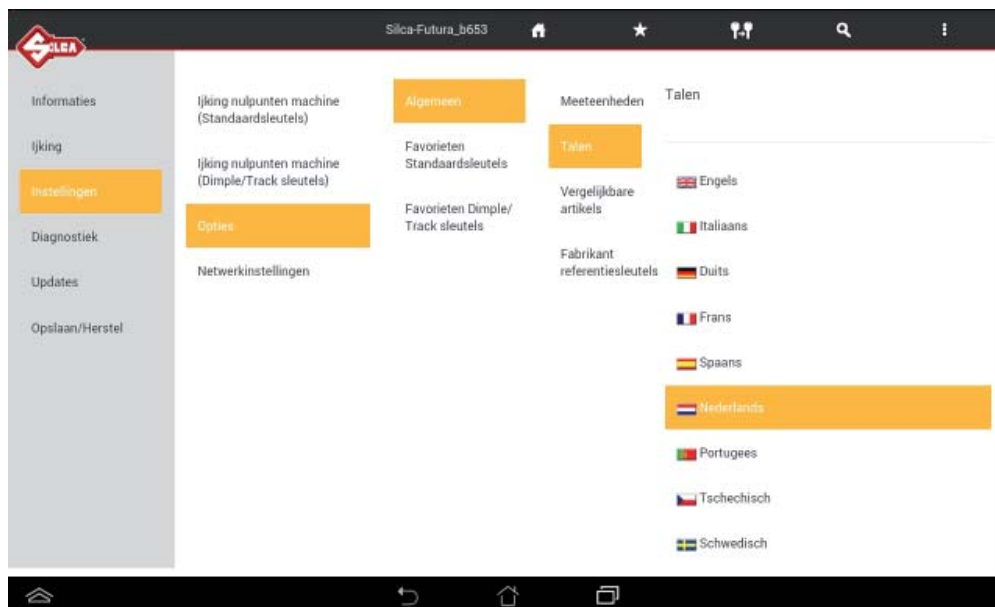 SILCA
Silca-Futura_b653
Informaties
Ijking
Instellingen
Diagnostiek
Updates
Opslaan/Herstel
Ijking nulpunten machine
(Standaardsleutels)
Ijking nulpunten machine
(Dimple/Track sleutels)
Opties
Netwerkinstellingen
Algemeen
Favorieten
Standaardsleutels
Favorieten Dimple/
Track sleutels
Meeteenheden
Talen
Vergelijkbare
artikels
Fabrikant
referentiesleutels
Talen
Engels
Italiaans
Duits
Frans
Spaans
Nederlands
Portugees
Tschechisch
Schwedisch